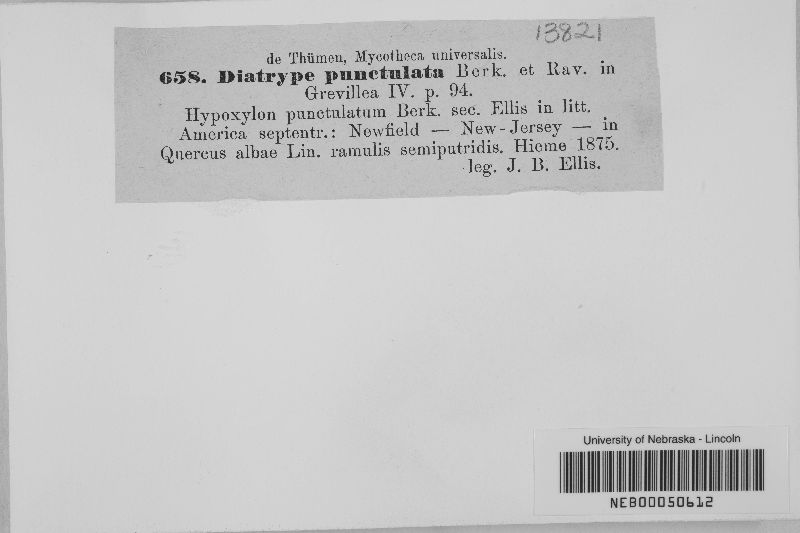 13821
de Thümen, Mycotheca universalis.
658. Diatrype punctulata Berk. et Rav. in
Grevillea IV. p. 94.
Hypoxylon punctulatum Berk. sec. Ellis in litt.
America septentr.: Newfield — New-Jersey — in
Quercus albae Lin. ramulis semiputridis. Hieme 1875.
leg. J. B. Ellis.
University of Nebraska - Lincoln
NEB00050612